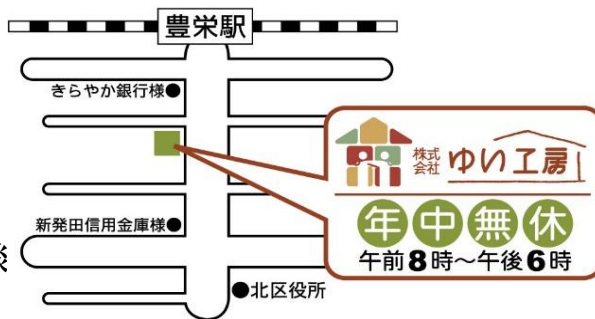 豊栄駅
きらやか銀行様
株式
会社
ゆい工房
年中無休
午前8時～午後6時
新発田信用金庫様
談
北区役所